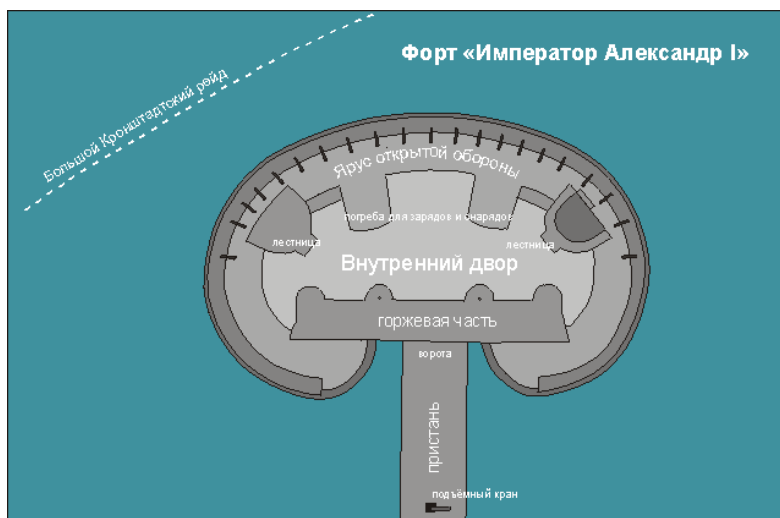 Форт «Император Александр I»
Большой Кронштадтский рейд
Ярус открытой обороны
погреба для зарядов и снарядов
лестница
лестница
Внутренний двор
горжевая часть
ворота
пристань
подъёмный кран